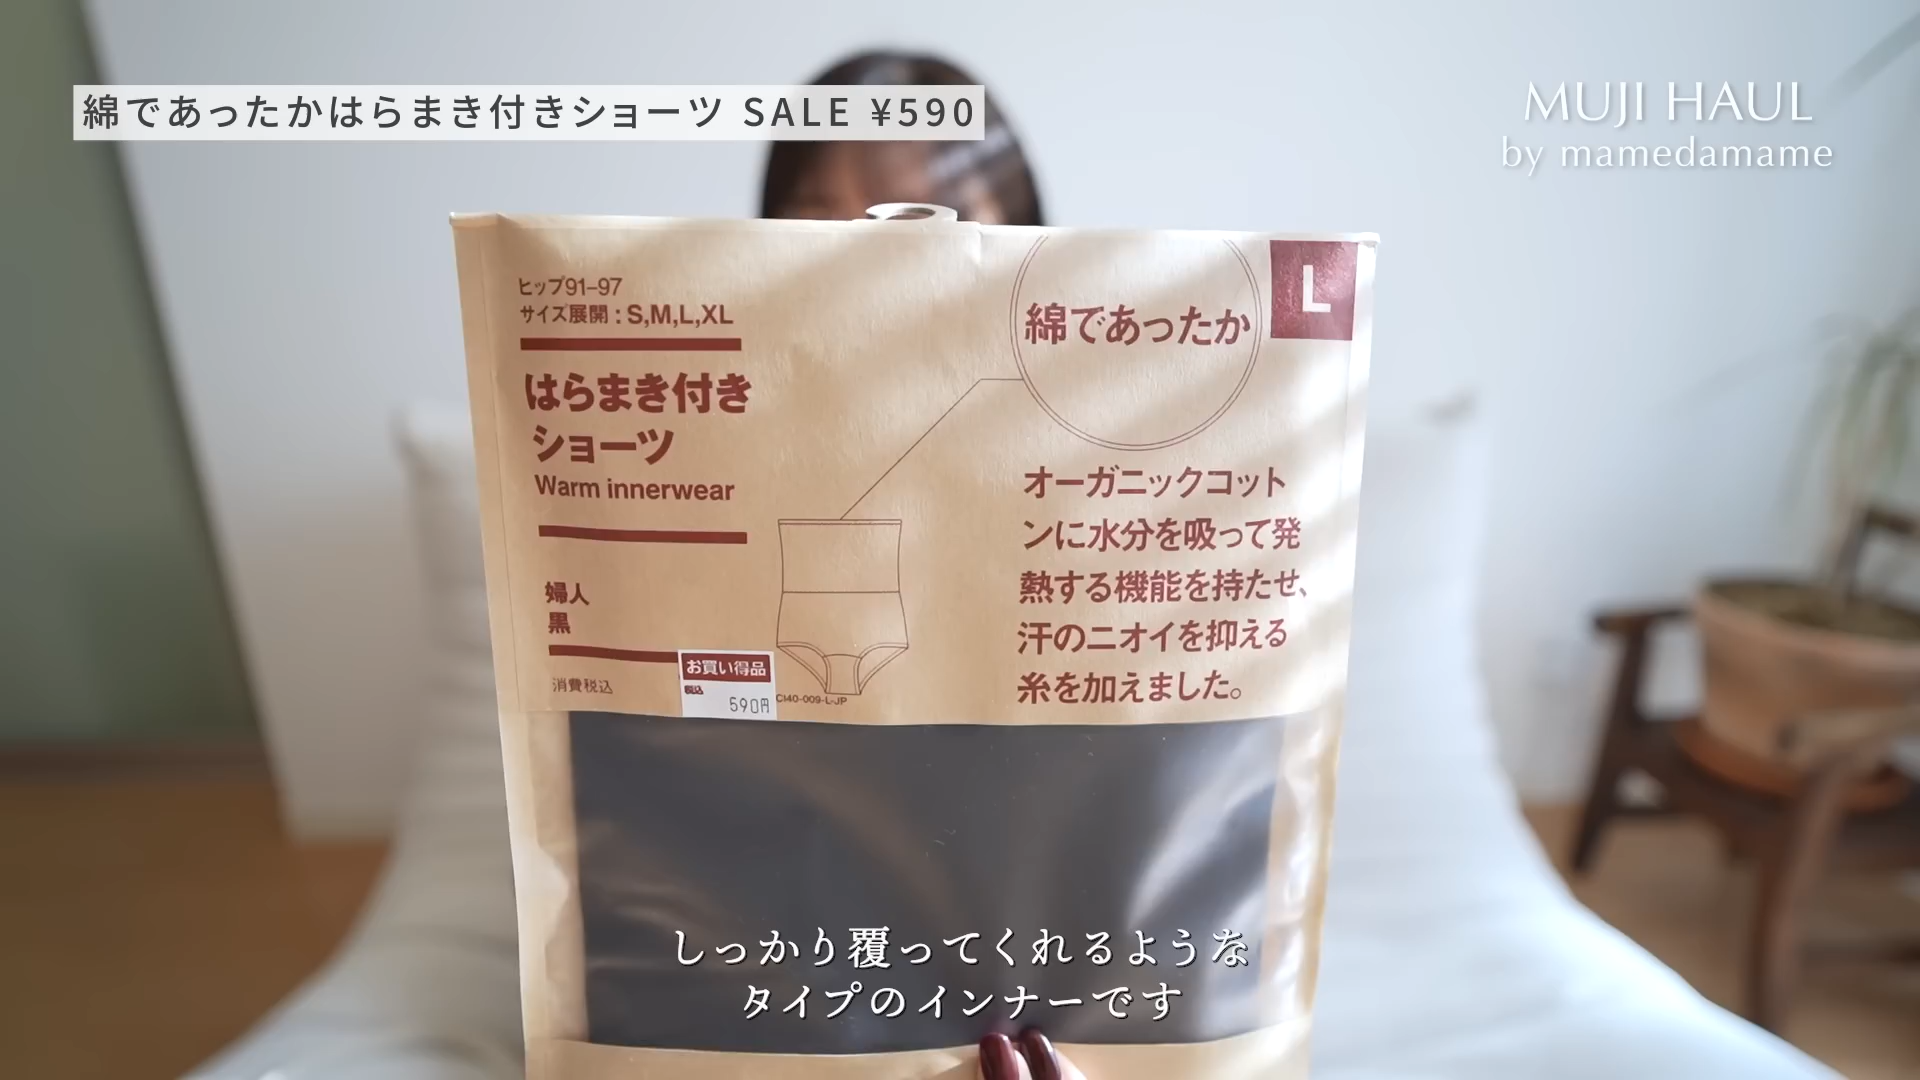 綿であったかはらまき付きショーツ SALE ¥590
MUJI HAUL
by mamedamame
ヒップ91–97
サイズ展開 : S,M,L,XL
はらまき付き
ショーツ
Warm innerwear
婦人
黒
消費税込
お買い得品
税込
590円
CI40-009-L-JP
綿であったか
L
オーガニックコット
ンに水分を吸って発
熱する機能を持たせ、
汗のニオイを抑える
糸を加えました。
しっかり覆ってくれるような
タイプのインナーです